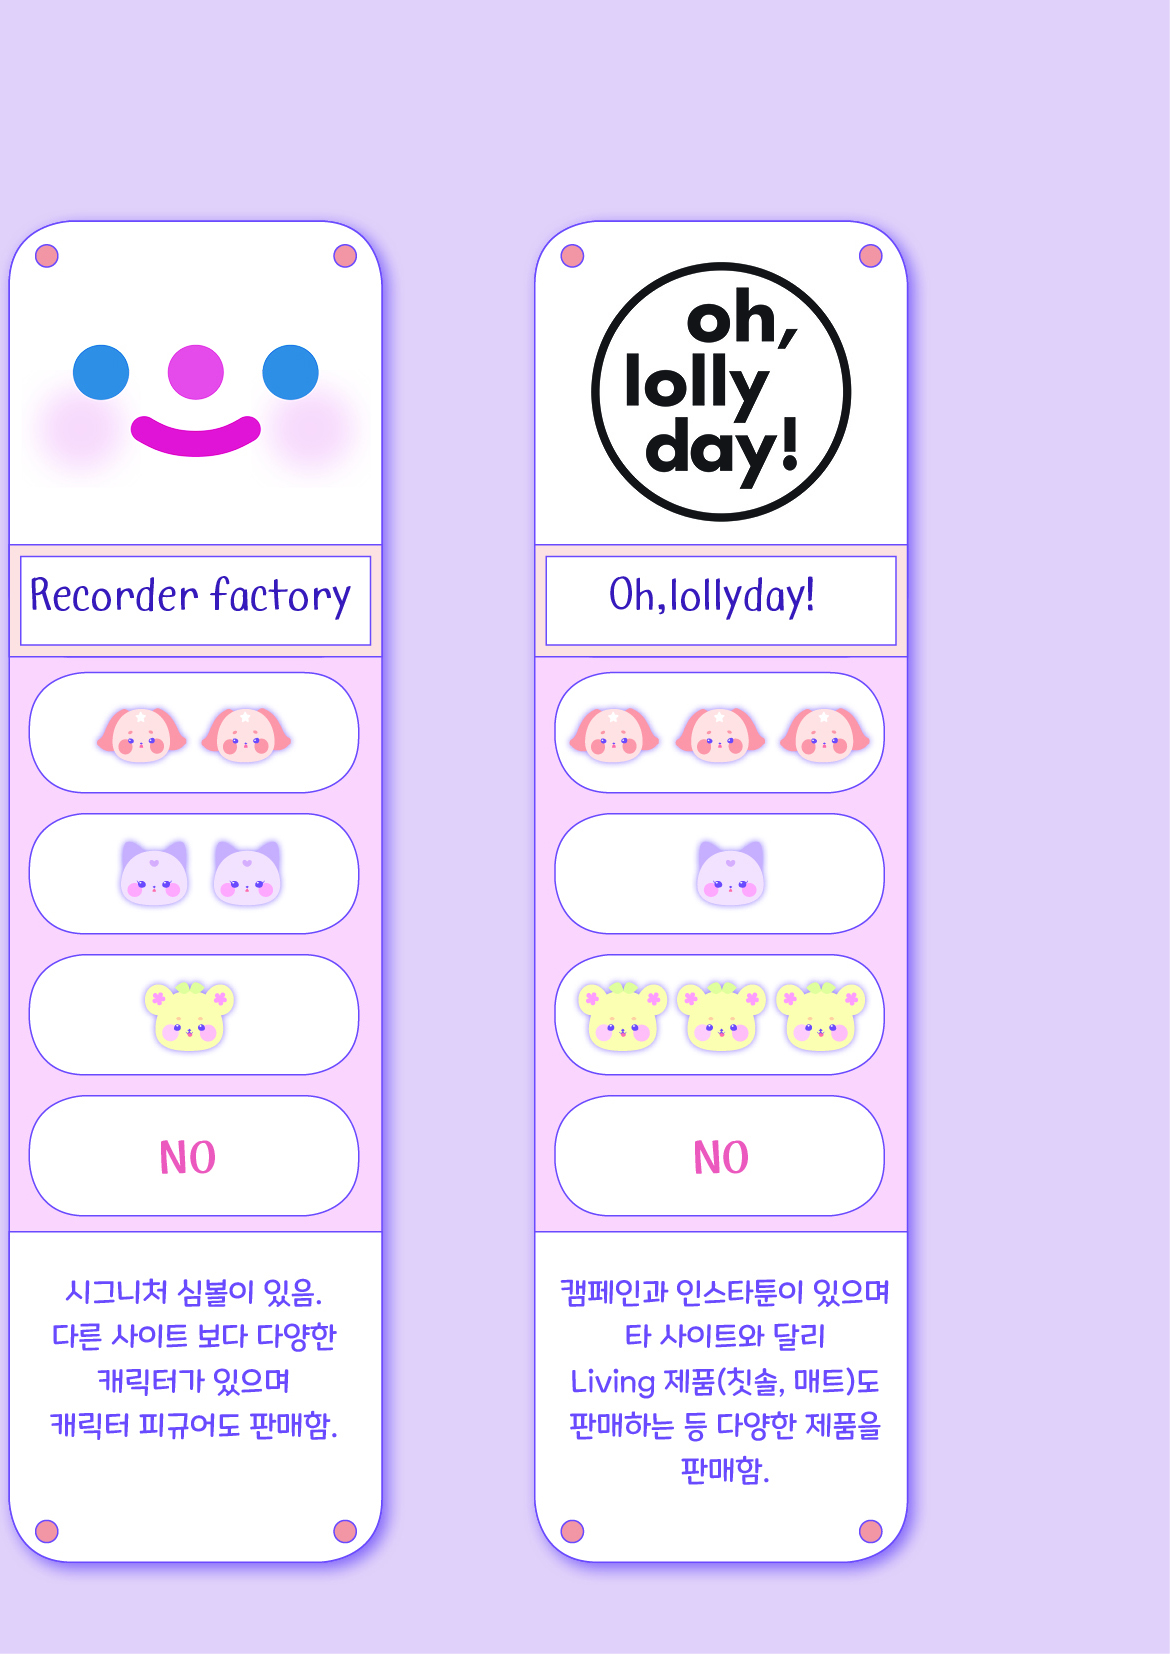 Recorder factory
NO
시그니처 심볼이 있음.
다른 사이트 보다 다양한
캐릭터가 있으며
캐릭터 피규어도 판매함.
oh,
lolly
day!
Oh,lollyday!
NO
캠페인과 인스타툰이 있으며
타 사이트와 달리
Living 제품(칫솔, 매트)도
판매하는 등 다양한 제품을
판매함.